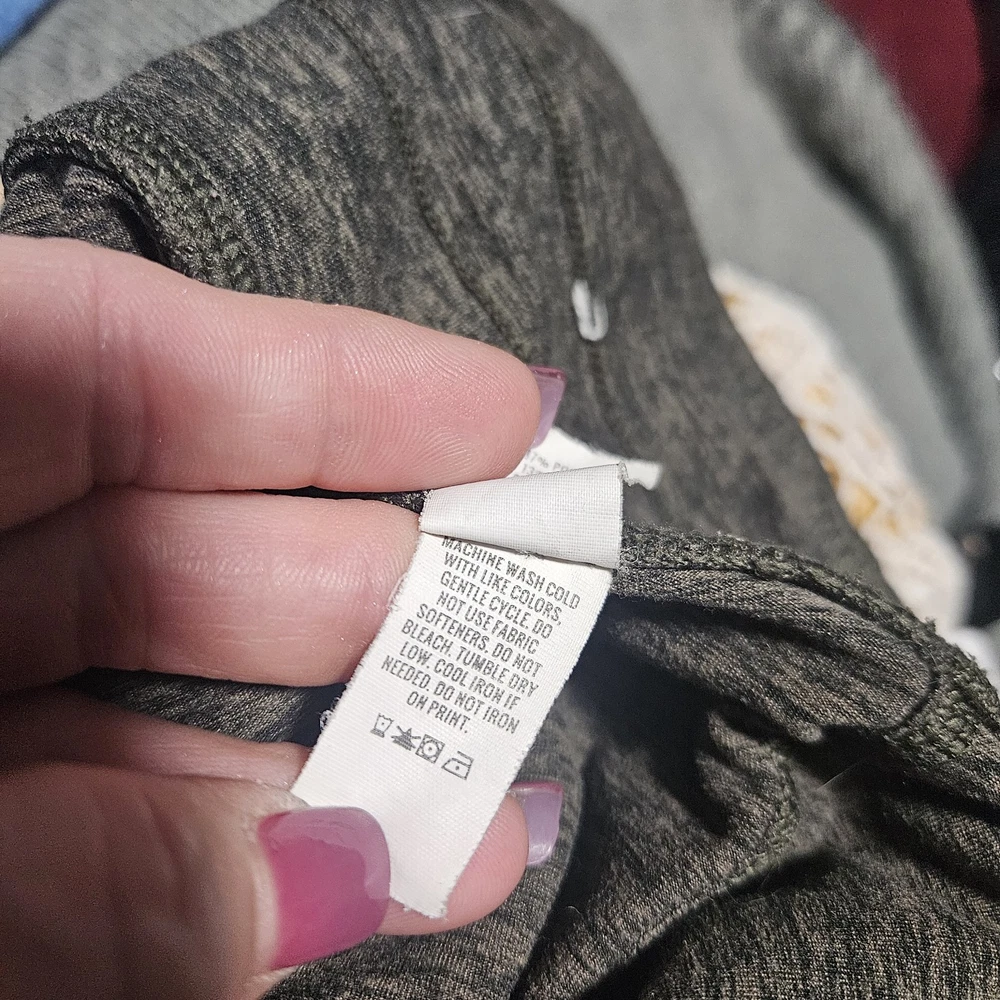 MACHINE WASH COLD
WITH LIKE COLORS,
GENTLE CYCLE. DO
NOT USE FABRIC
SOFTENERS. DO NOT
BLEACH. TUMBLE DRY
LOW. COOL IRON IF
NEEDED. DO NOT IRON
ON PRINT.